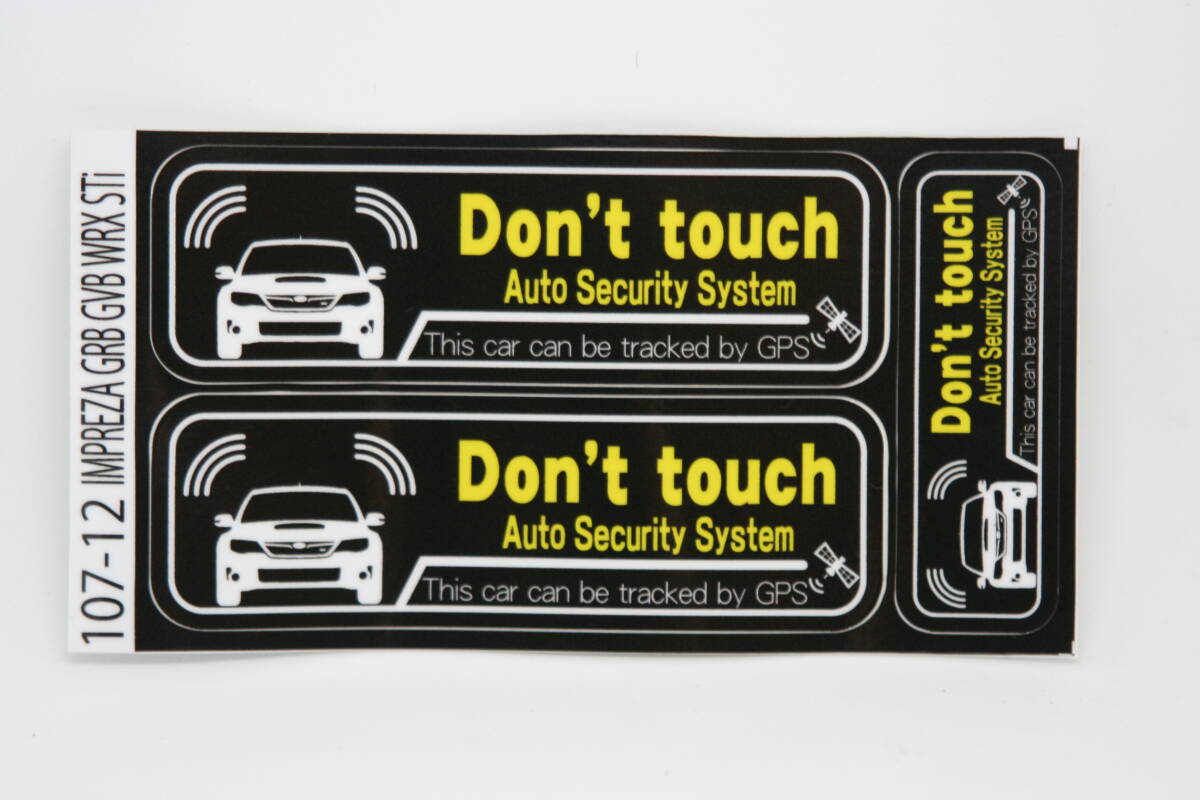 107-12 IMPREZA GRB GVB WRX STi
Don't touch
Auto Security System
This car can be tracked by GPS
Don't touch
Auto Security System
This car can be tracked by GPS
Don't touch
Auto Security System
This car can be tracked by GPS